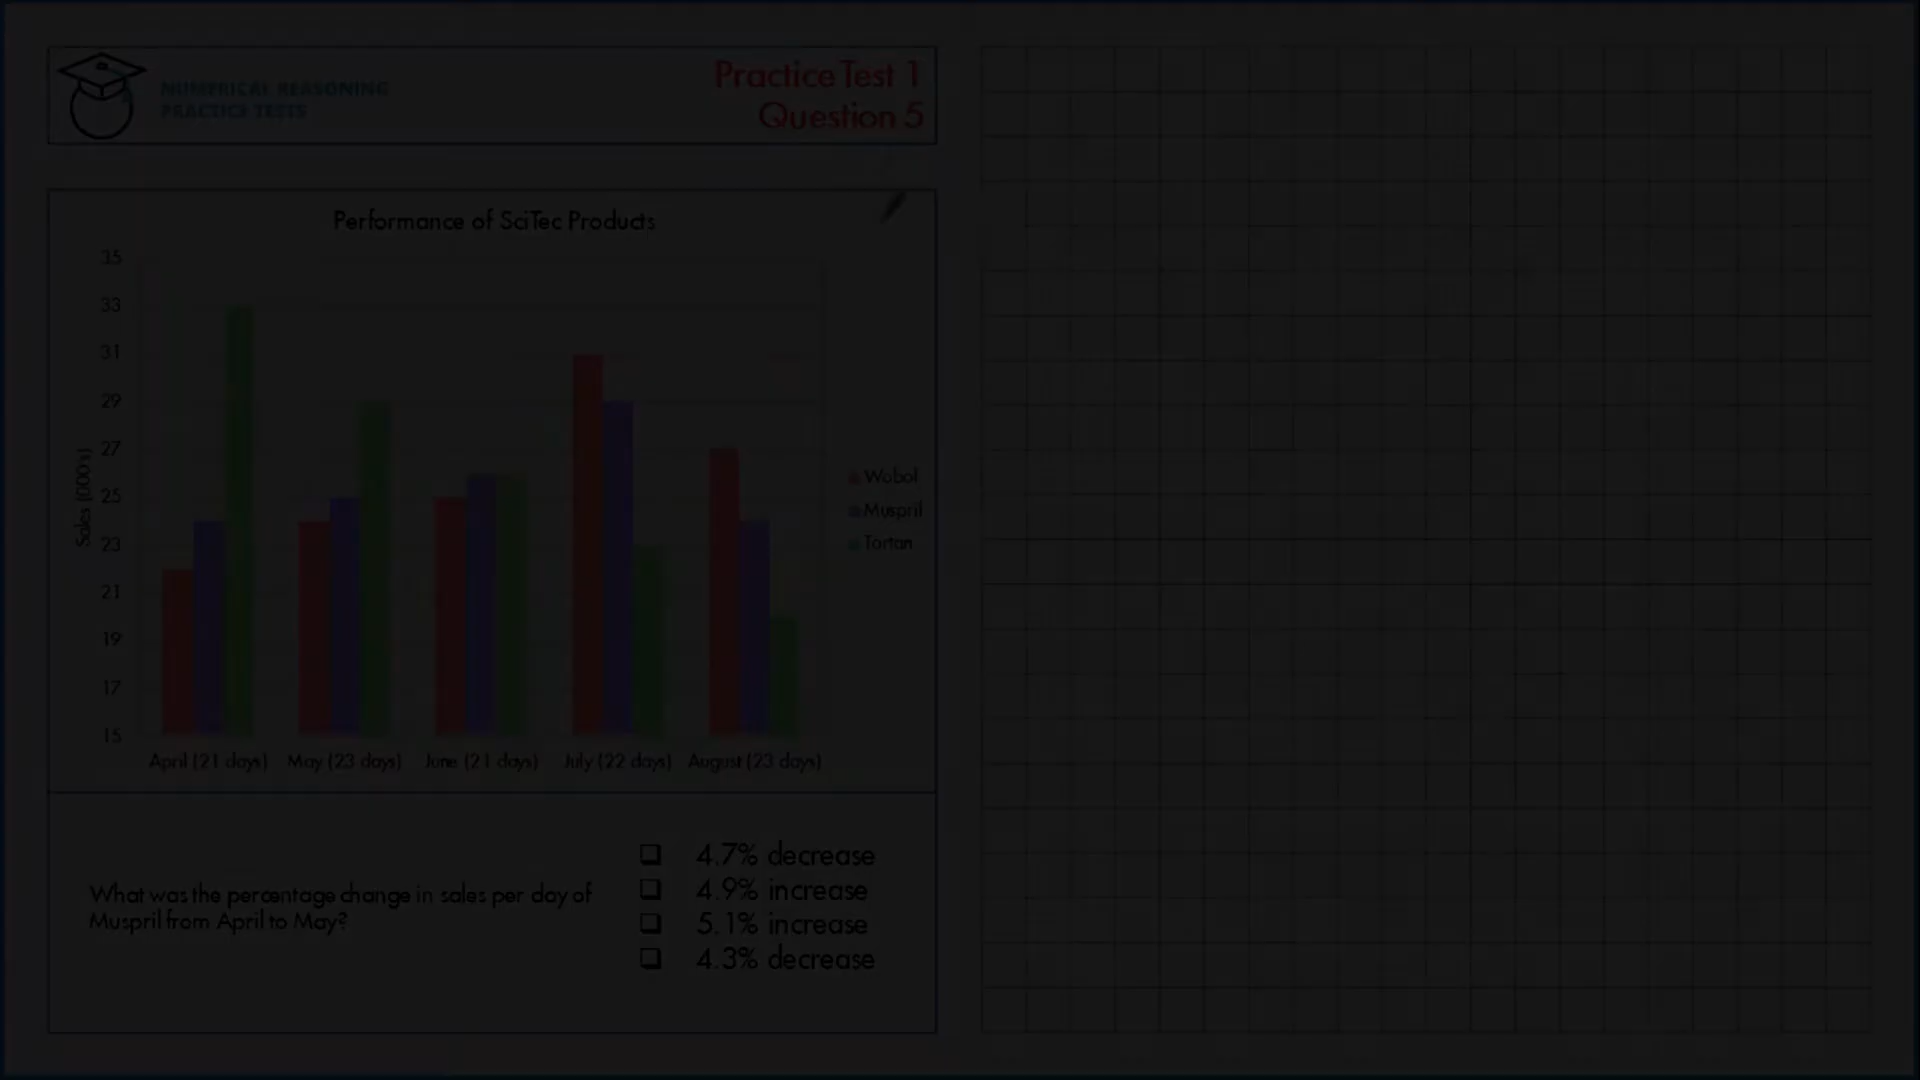 NUMERICAL REASONING
PRACTICE TESTS
Practice Test 1
Question 5
Performance of SciTec Products
35
33
31
29
27
25
23
21
19
17
15
Sales (000's)
April (21 days) May (23 days) June (21 days) July (22 days) August (23 days)
Wobol
Muspril
Tortan
What was the percentage change in sales per day of
Muspril from April to May?
4.7% decrease
4.9% increase
5.1% increase
4.3% decrease